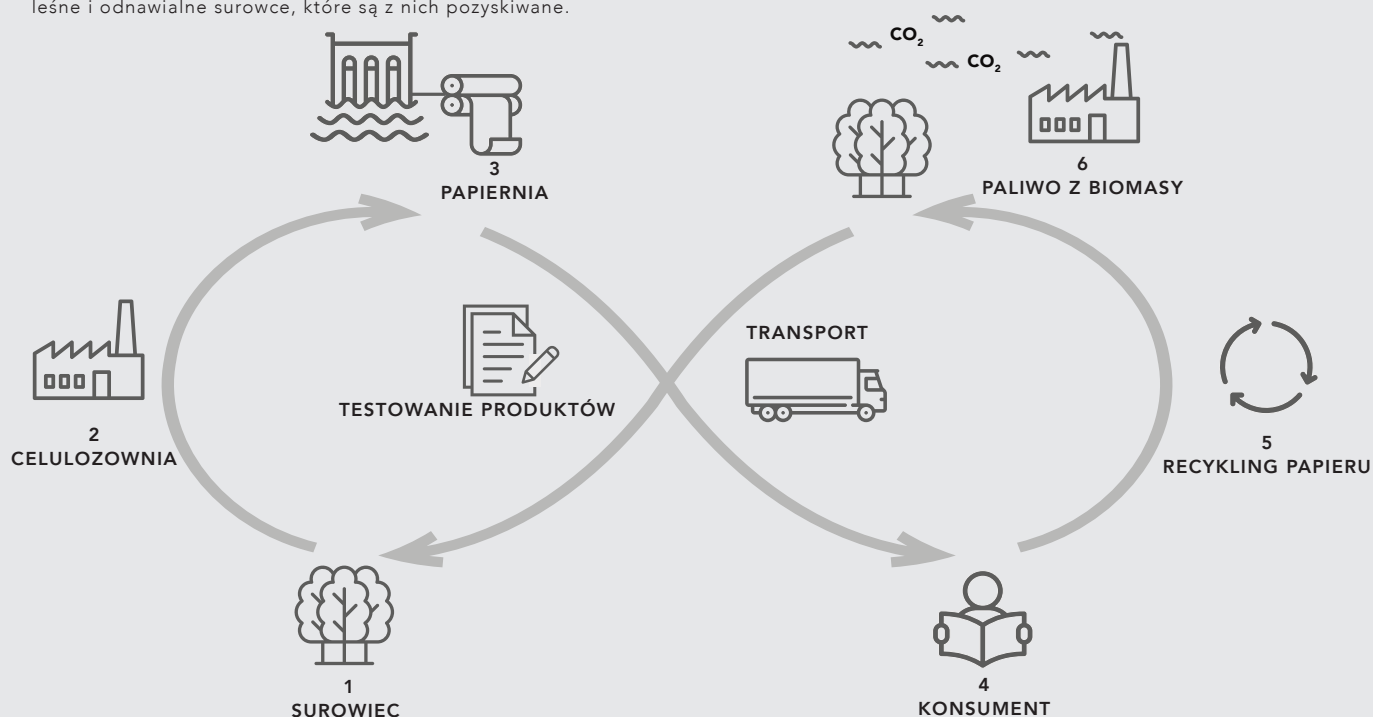 leśne i odnawialne surowce, które są z nich pozyskiwane.
CO₂
CO₂
3
PAPIERNIA
6
PALIWO Z BIOMASY
TRANSPORT
TESTOWANIE PRODUKTÓW
2
CELULOZOWNIA
5
RECYKLING PAPIERU
1
SUROWIEC
4
KONSUMENT